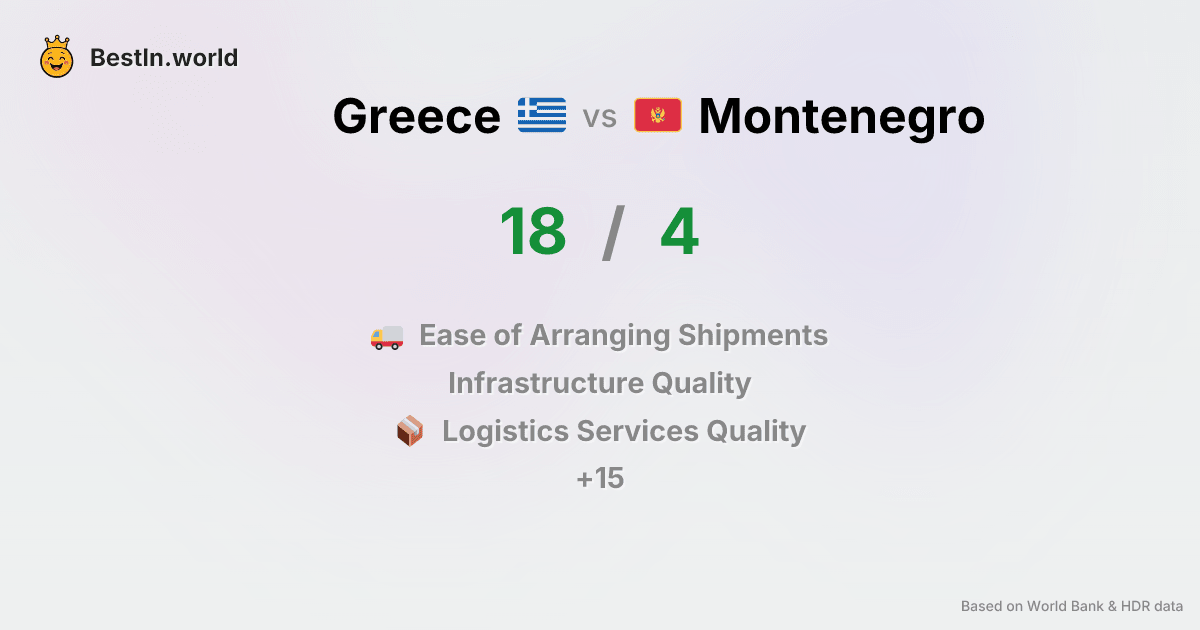 BestIn.world
Greece vs Montenegro
18 / 4
Ease of Arranging Shipments
Infrastructure Quality
Logistics Services Quality
+15
Based on World Bank & HDR data